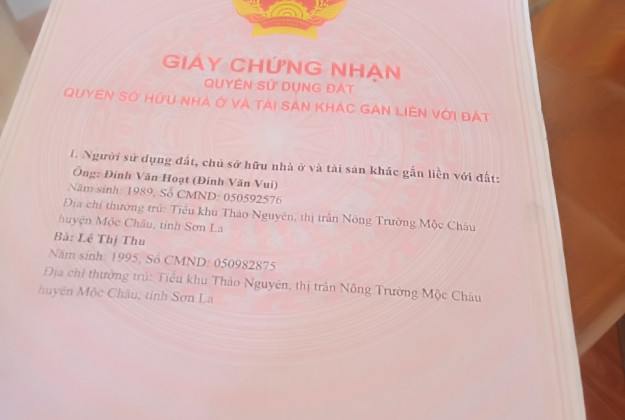 GIẤY CHỨNG NHẬN
QUYỀN SỬ DỤNG ĐẤT
QUYỀN SỞ HỮU NHÀ Ở VÀ TÀI SẢN KHÁC GẮN LIỀN VỚI ĐẤT
I. Người sử dụng đất, chủ sở hữu nhà ở và tài sản khác gắn liền với đất:
Ông: Đinh Văn Hoạt (Đinh Văn Vui)
Năm sinh: 1989, Số CMND: 050592576
Địa chỉ thường trú: Tiểu khu Thảo Nguyên, thị trấn Nông Trường Mộc Châu
huyện Mộc Châu, tỉnh Sơn La
Bà: Lê Thị Thu
Năm sinh: 1995, Số CMND: 050982875
Địa chỉ thường trú: Tiểu khu Thảo Nguyên, thị trấn Nông Trường Mộc Châu
huyện Mộc Châu, tỉnh Sơn La